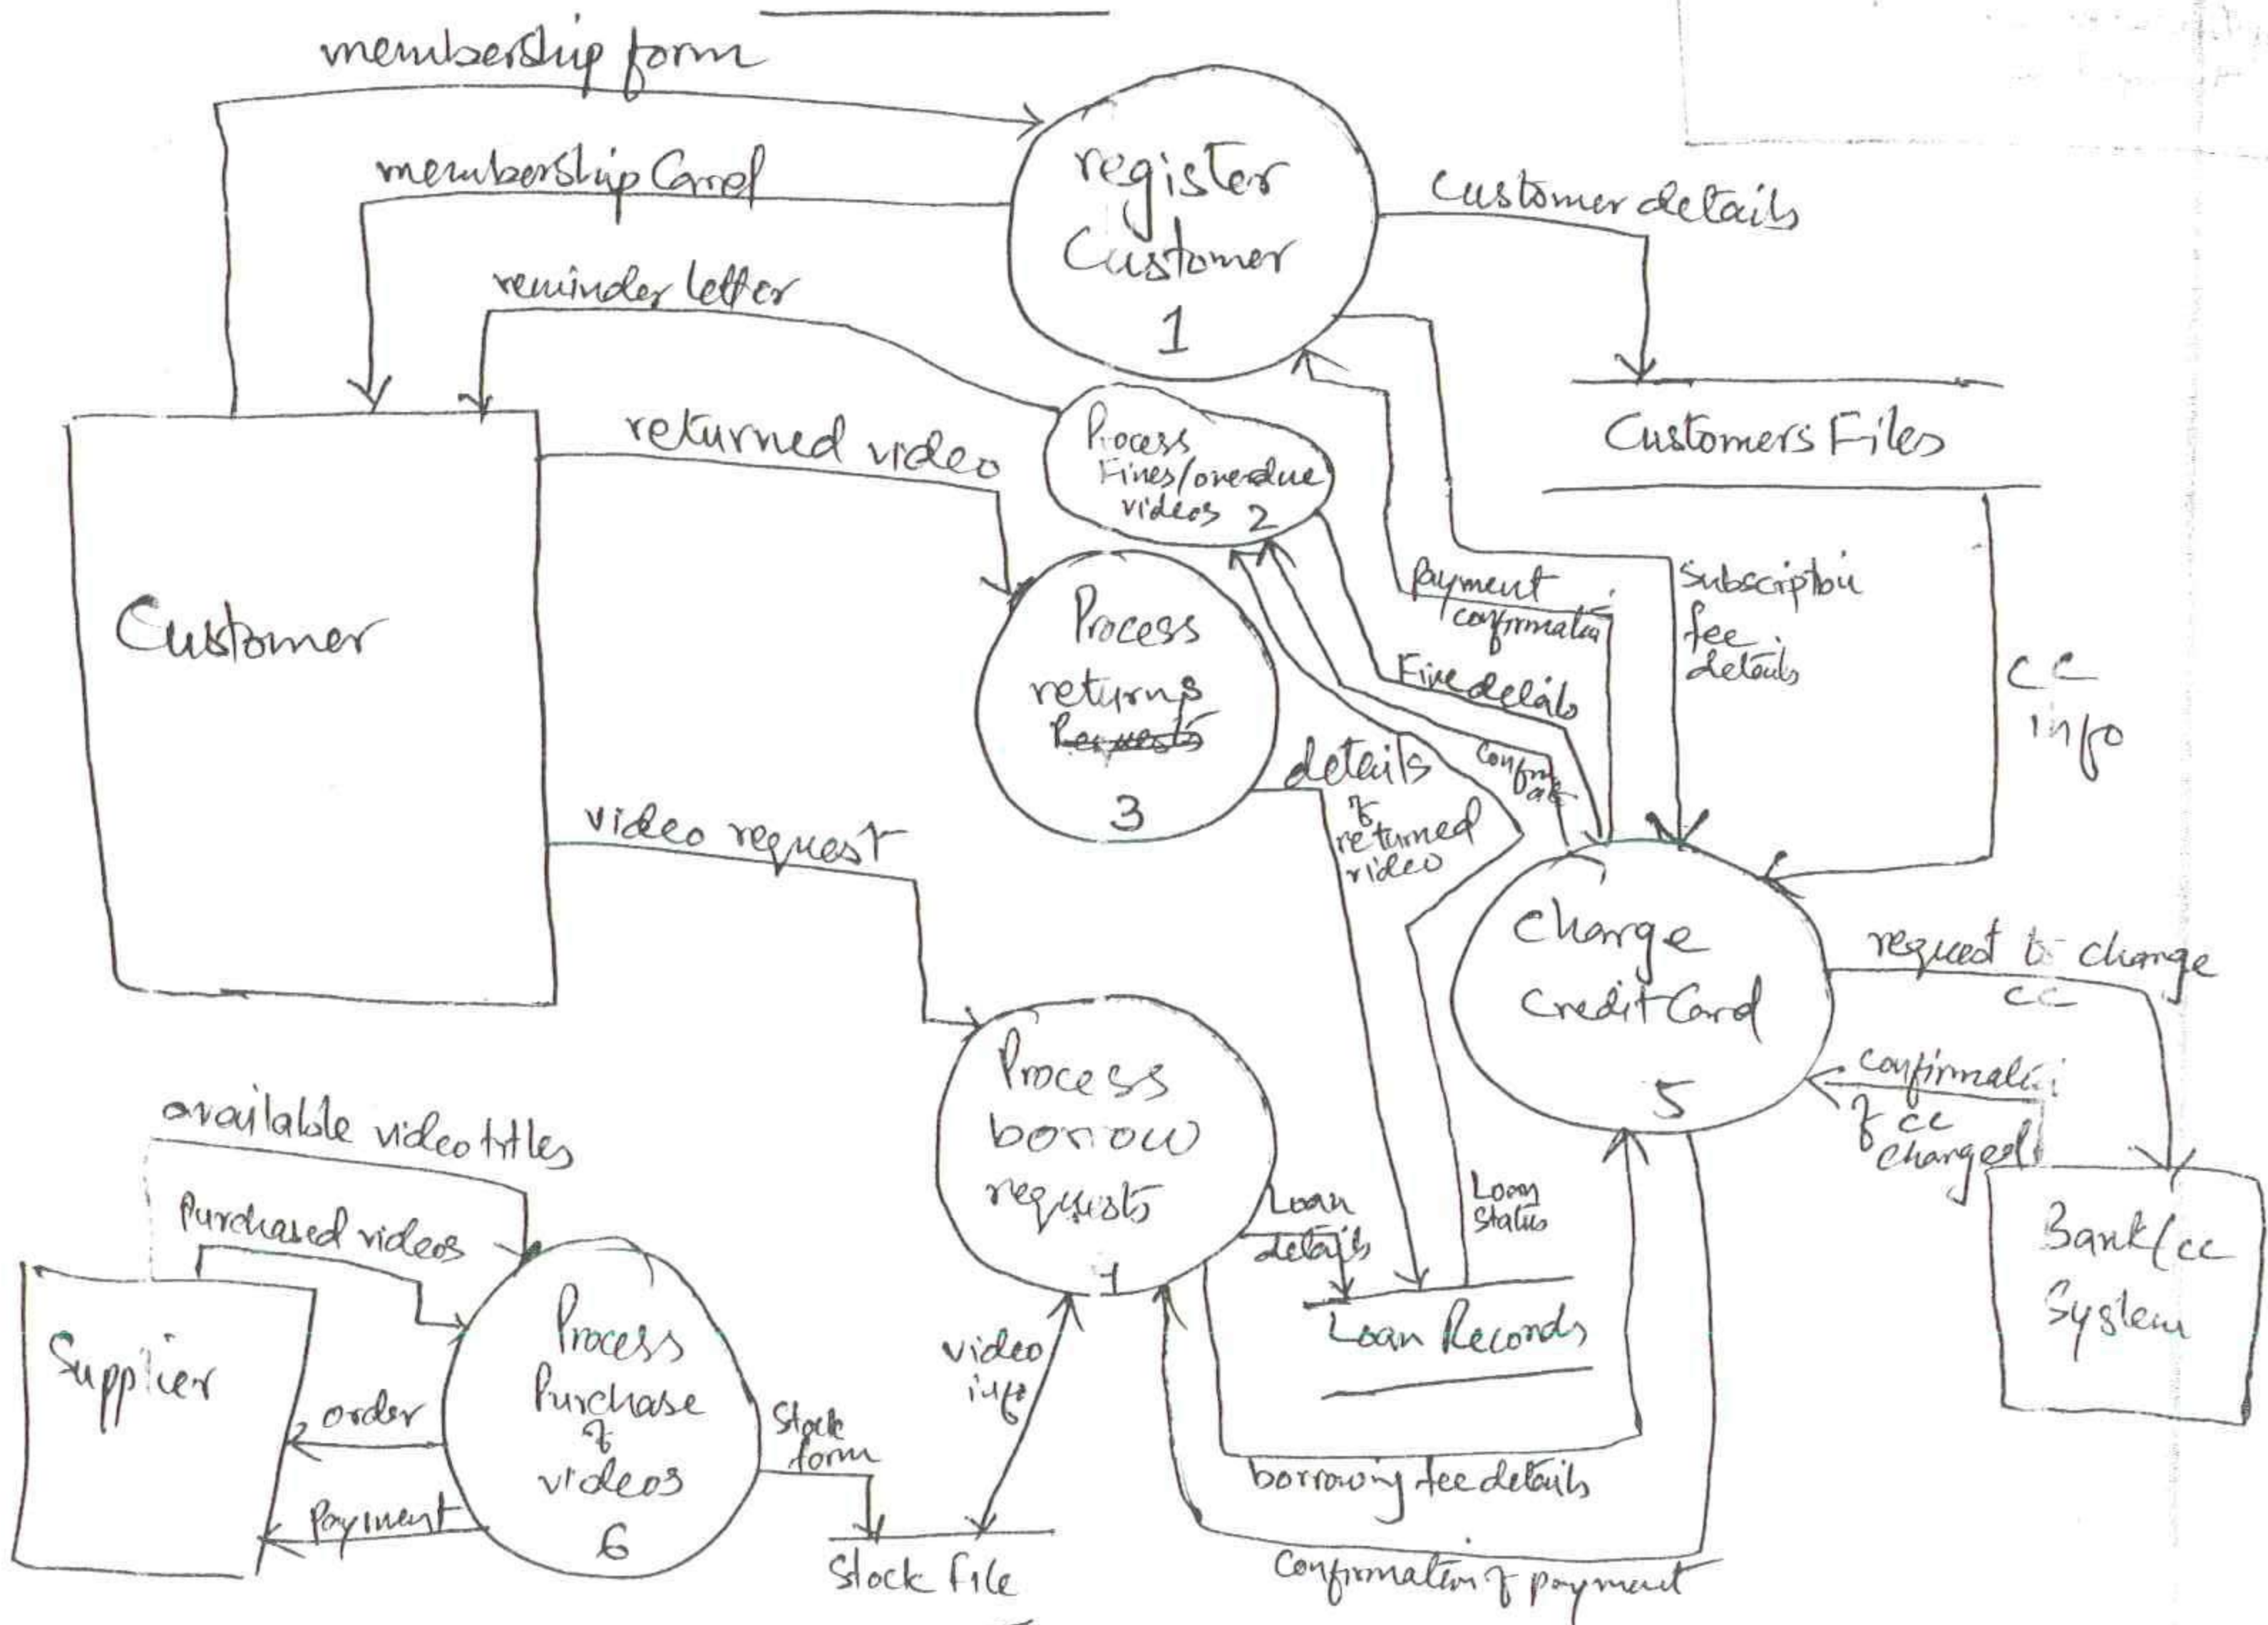 membership form
membership Card
reminder letter
returned video
video request
Customer
register
Customer
1
Customer details
Customers Files
Process
Fines/overdue
videos 2
Process
returns
3
details
of
returned
video
Payment
confirmation
Subscription
fee
details
Fine details
CC
info
Charge
Credit Card
5
request to charge
CC
confirmation
of CC
charged
Bank/cc
System
Process
borrow
requests
Loan
details
Loan
Status
Loan Records
borrowing fee details
Confirmation of payment
available video titles
Purchased videos
Supplier
order
Payment
Process
Purchase
of
videos
6
Stock
form
video
info
Stock File